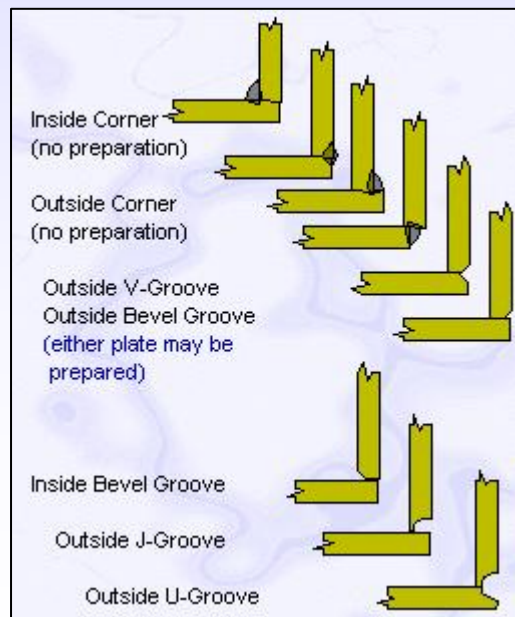 Inside Corner
(no preparation)
Outside Corner
(no preparation)
Outside V-Groove
Outside Bevel Groove
(either plate may be
prepared)
Inside Bevel Groove
Outside J-Groove
Outside U-Groove